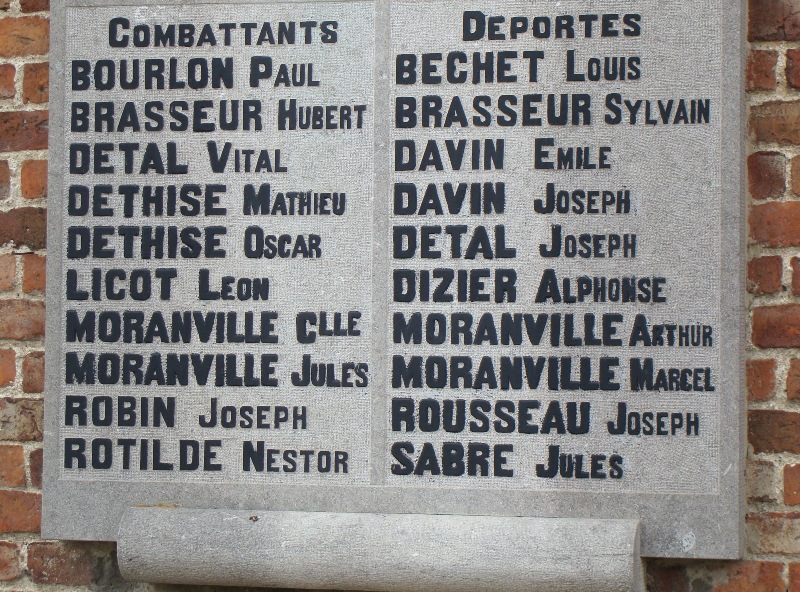 COMBATTANTS
BOURLON PAUL
BRASSEUR HUBERT
DETAL VITAL
DETHISE MATHIEU
DETHISE OSCAR
LICOT LEON
MORANVILLE CLLE
MORANVILLE JULES
ROBIN JOSEPH
ROTILDE NESTOR
DEPORTES
BECHET LOUIS
BRASSEUR SYLVAIN
DAVIN EMILE
DAVIN JOSEPH
DETAL JOSEPH
DIZIER ALPHONSE
MORANVILLE ARTHUR
MORANVILLE MARCEL
ROUSSEAU JOSEPH
SABRE JULES